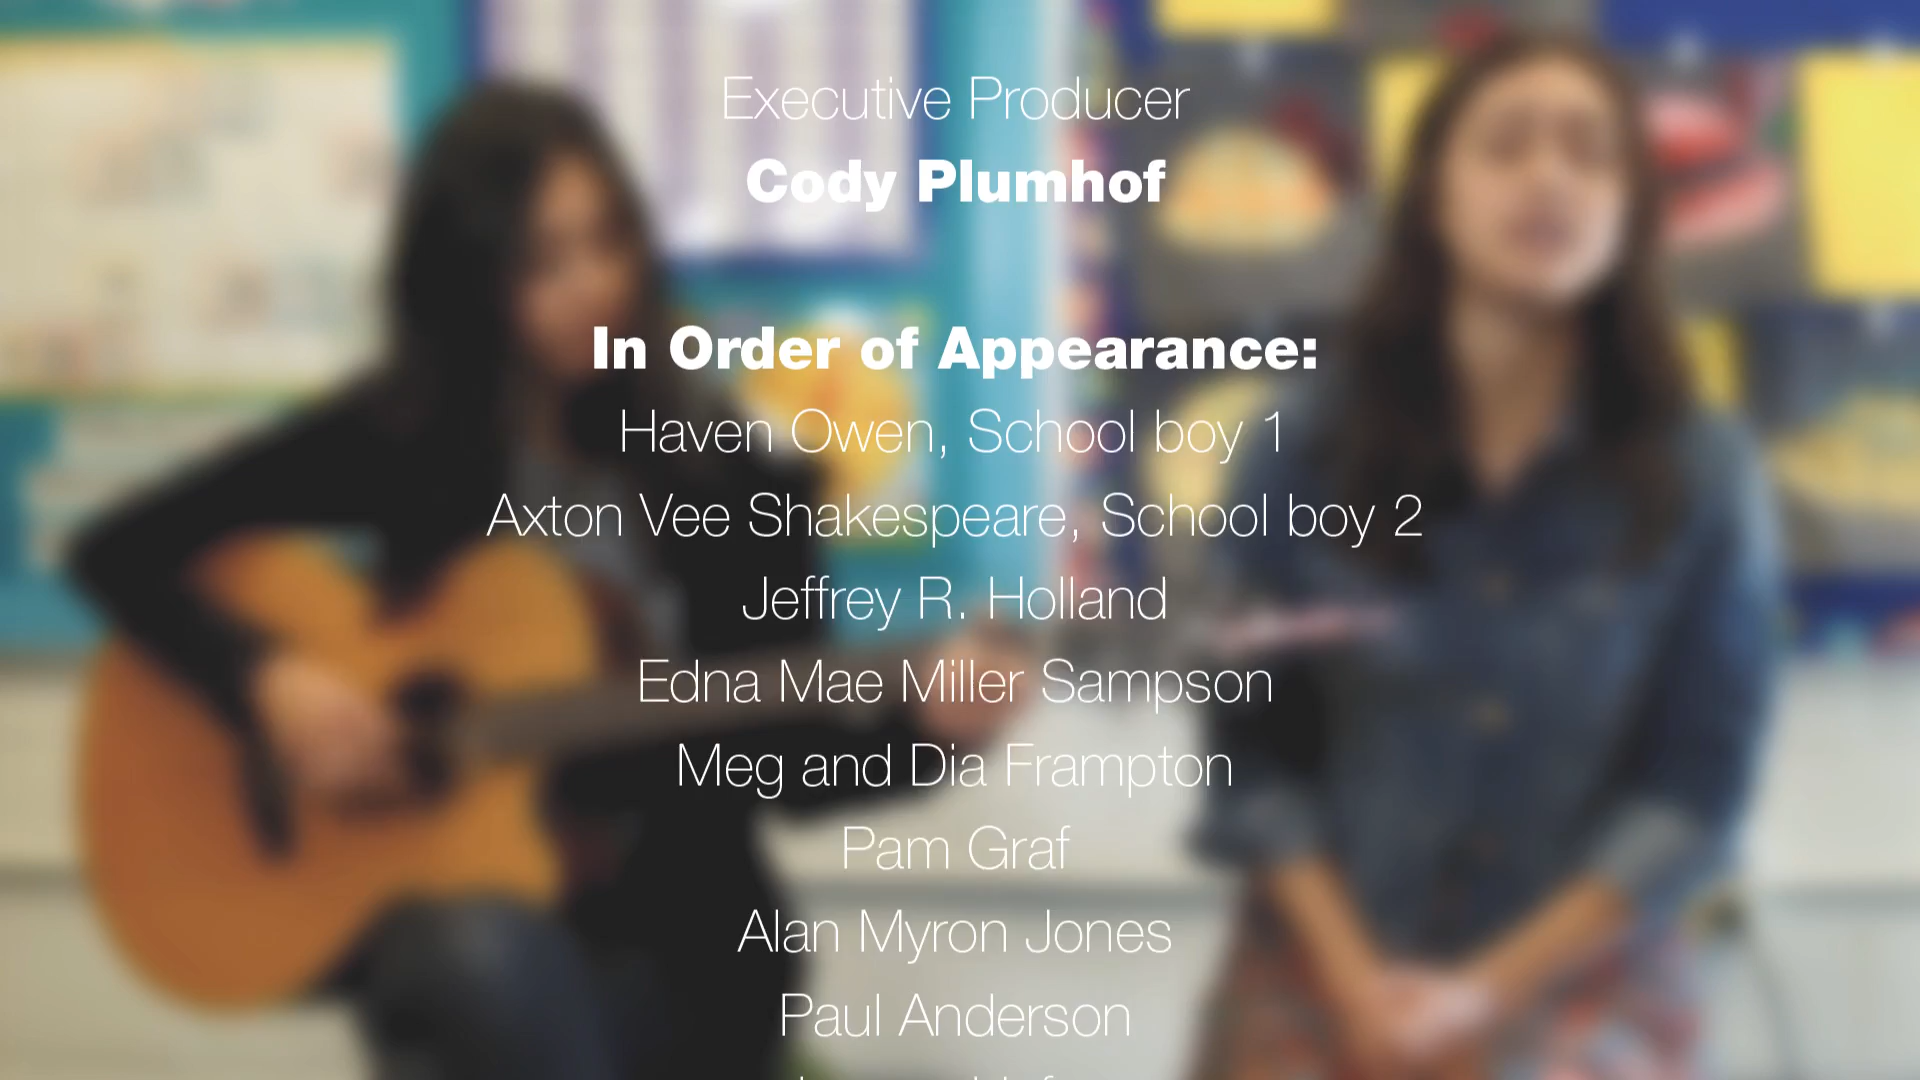 Executive Producer
Cody Plumhof
In Order of Appearance:
Haven Owen, School boy 1
Axton Vee Shakespeare, School boy 2
Jeffrey R. Holland
Edna Mae Miller Sampson
Meg and Dia Frampton
Pam Graf
Alan Myron Jones
Paul Anderson